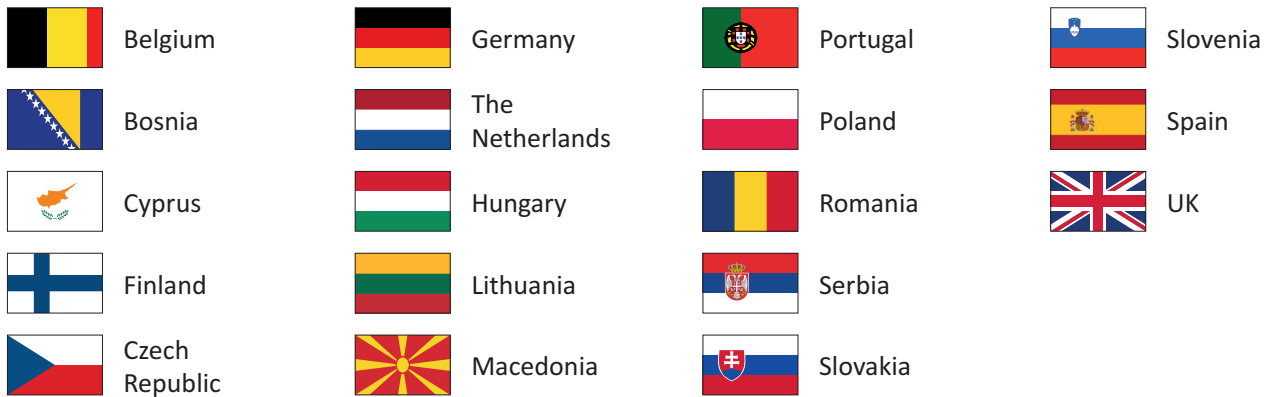 Belgium
Bosnia
Cyprus
Finland
Czech
Republic
Germany
The
Netherlands
Hungary
Lithuania
Macedonia
Portugal
Poland
Romania
Serbia
Slovakia
Slovenia
Spain
UK